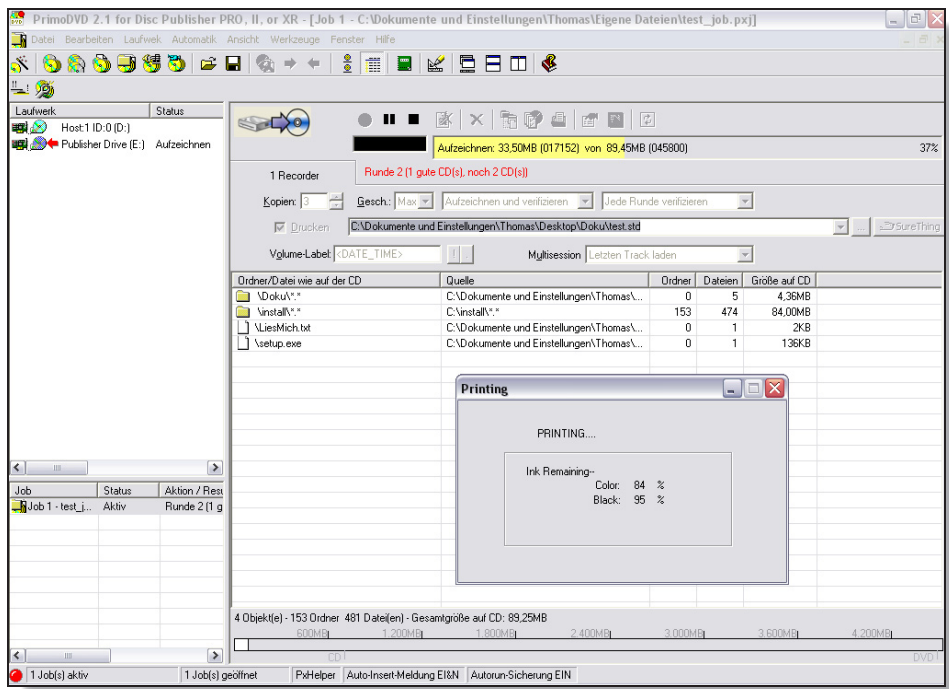 PrimoDVD 2.1 for Disc Publisher PRO, II, or XR - [Job 1 - C:\Dokumente und Einstellungen\Thomas\Eigene Dateien\test_job.pxj]
Datei Bearbeiten Laufwek Automatik Ansicht Werkzeuge Fenster Hilfe
Laufwerk Status
Host:1 ID:0 (D:)
Publisher Drive (E:) Aufzeichnen
Aufzeichnen: 33,50MB (017152) von 89,45MB (045800) 37%
1 Recorder
Runde 2 (1 gute CD(s), noch 2 CD(s))
Kopien: 3 Gesch.: Max Aufzeichnen und verifizieren Jede Runde verifizieren
Drucken C:\Dokumente und Einstellungen\Thomas\Desktop\Doku\test.std ... SureThing
Volume-Label: <DATE_TIME> Multisession Letzten Track laden
Ordner/Datei wie auf der CD Quelle Ordner Dateien Größe auf CD
\Doku\*.* C:\Dokumente und Einstellungen\Thomas\... 0 5 4,36MB
\install\*.* C:\install\*.* 153 474 84,00MB
\LiesMich.txt C:\Dokumente und Einstellungen\Thomas\... 0 1 2KB
\setup.exe C:\Dokumente und Einstellungen\Thomas\... 0 1 136KB
Printing
PRINTING....
Ink Remaining--
Color: 84 %
Black: 95 %
Job Status Aktion / Resu
Job 1 - test_j... Aktiv Runde 2 (1 g
4 Objekt(e) - 153 Ordner 481 Datei(en) - Gesamtgröße auf CD: 89,25MB
600MB 1.200MB 1.800MB 2.400MB 3.000MB 3.600MB 4.200MB
CD DVD
1 Job(s) aktiv 1 Job(s) geöffnet PxHelper Auto-Insert-Meldung EI&N Autorun-Sicherung EIN